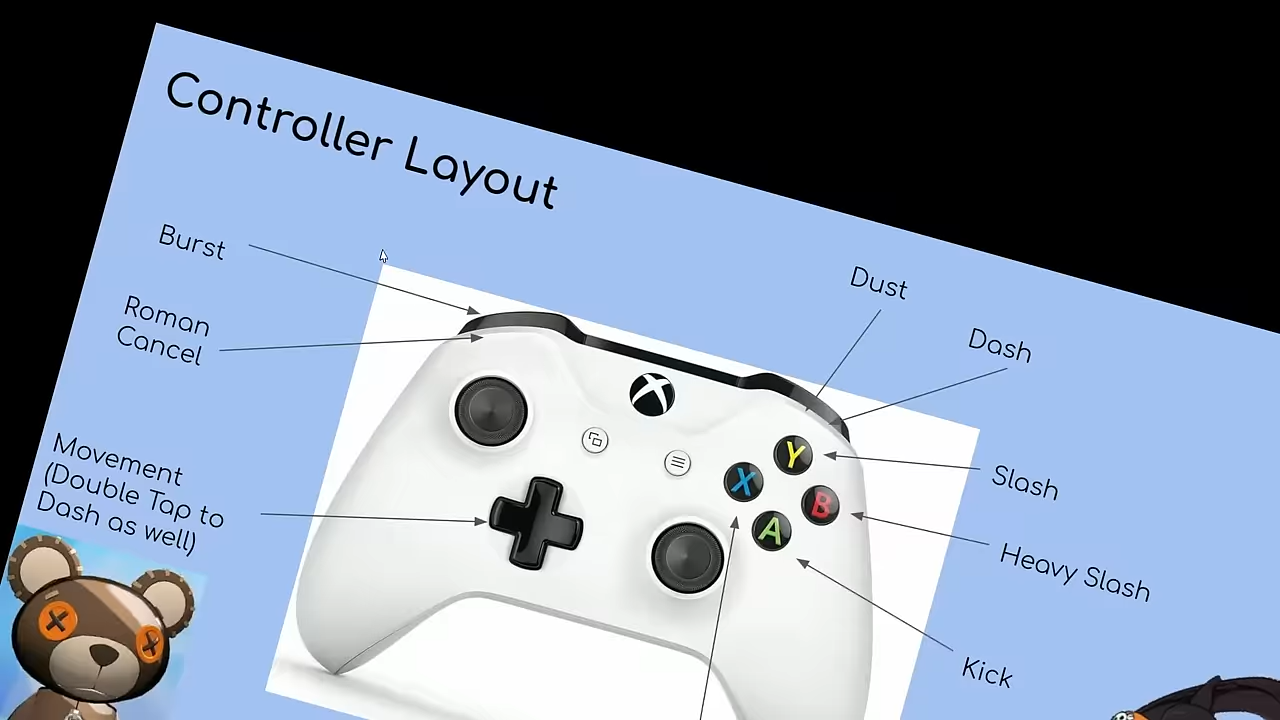 Controller Layout
Burst
Roman
Cancel
Movement
(Double Tap to
Dash as well)
Dust
Dash
Slash
Heavy Slash
Kick
Y
X
B
A